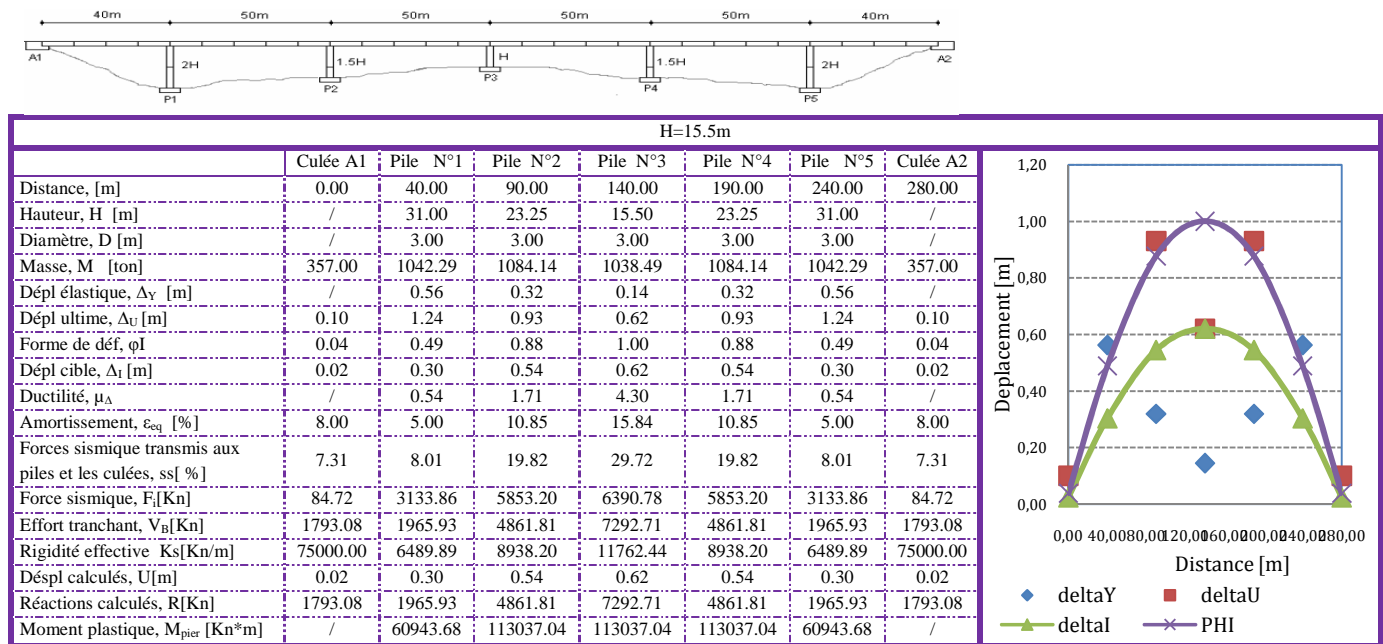 40m 50m 50m 50m 50m 40m
A1 2H 1.5H H 1.5H 2H A2
P1 P2 P3 P4 P5
H=15.5m
Culée A1 Pile N°1 Pile N°2 Pile N°3 Pile N°4 Pile N°5 Culée A2
Distance, [m] 0.00 40.00 90.00 140.00 190.00 240.00 280.00
Hauteur, H [m] / 31.00 23.25 15.50 23.25 31.00 /
Diamètre, D [m] / 3.00 3.00 3.00 3.00 3.00 /
Masse, M [ton] 357.00 1042.29 1084.14 1038.49 1084.14 1042.29 357.00
Dépl élastique, ΔY [m] / 0.56 0.32 0.14 0.32 0.56 /
Dépl ultime, ΔU [m] 0.10 1.24 0.93 0.62 0.93 1.24 0.10
Forme de déf, φI 0.04 0.49 0.88 1.00 0.88 0.49 0.04
Dépl cible, ΔI [m] 0.02 0.30 0.54 0.62 0.54 0.30 0.02
Ductilité, μΔ / 0.54 1.71 4.30 1.71 0.54 /
Amortissement, εeq [%] 8.00 5.00 10.85 15.84 10.85 5.00 8.00
Forces sismique transmis aux
piles et les culées, ss[ %] 7.31 8.01 19.82 29.72 19.82 8.01 7.31
Force sismique, Fi[Kn] 84.72 3133.86 5853.20 6390.78 5853.20 3133.86 84.72
Effort tranchant, VB[Kn] 1793.08 1965.93 4861.81 7292.71 4861.81 1965.93 1793.08
Rigidité effective Ks[Kn/m] 75000.00 6489.89 8938.20 11762.44 8938.20 6489.89 75000.00
Déspl calculés, U[m] 0.02 0.30 0.54 0.62 0.54 0.30 0.02
Réactions calculés, R[Kn] 1793.08 1965.93 4861.81 7292.71 4861.81 1965.93 1793.08
Moment plastique, Mpier [Kn*m] / 60943.68 113037.04 113037.04 113037.04 60943.68 /
1,20
1,00
0,80
0,60
0,40
0,20
0,00
Deplacement [m]
0,00 40,00 80,00 120,00 160,00 200,00 240,00 280,00
Distance [m]
deltaY deltaU
deltaI PHI